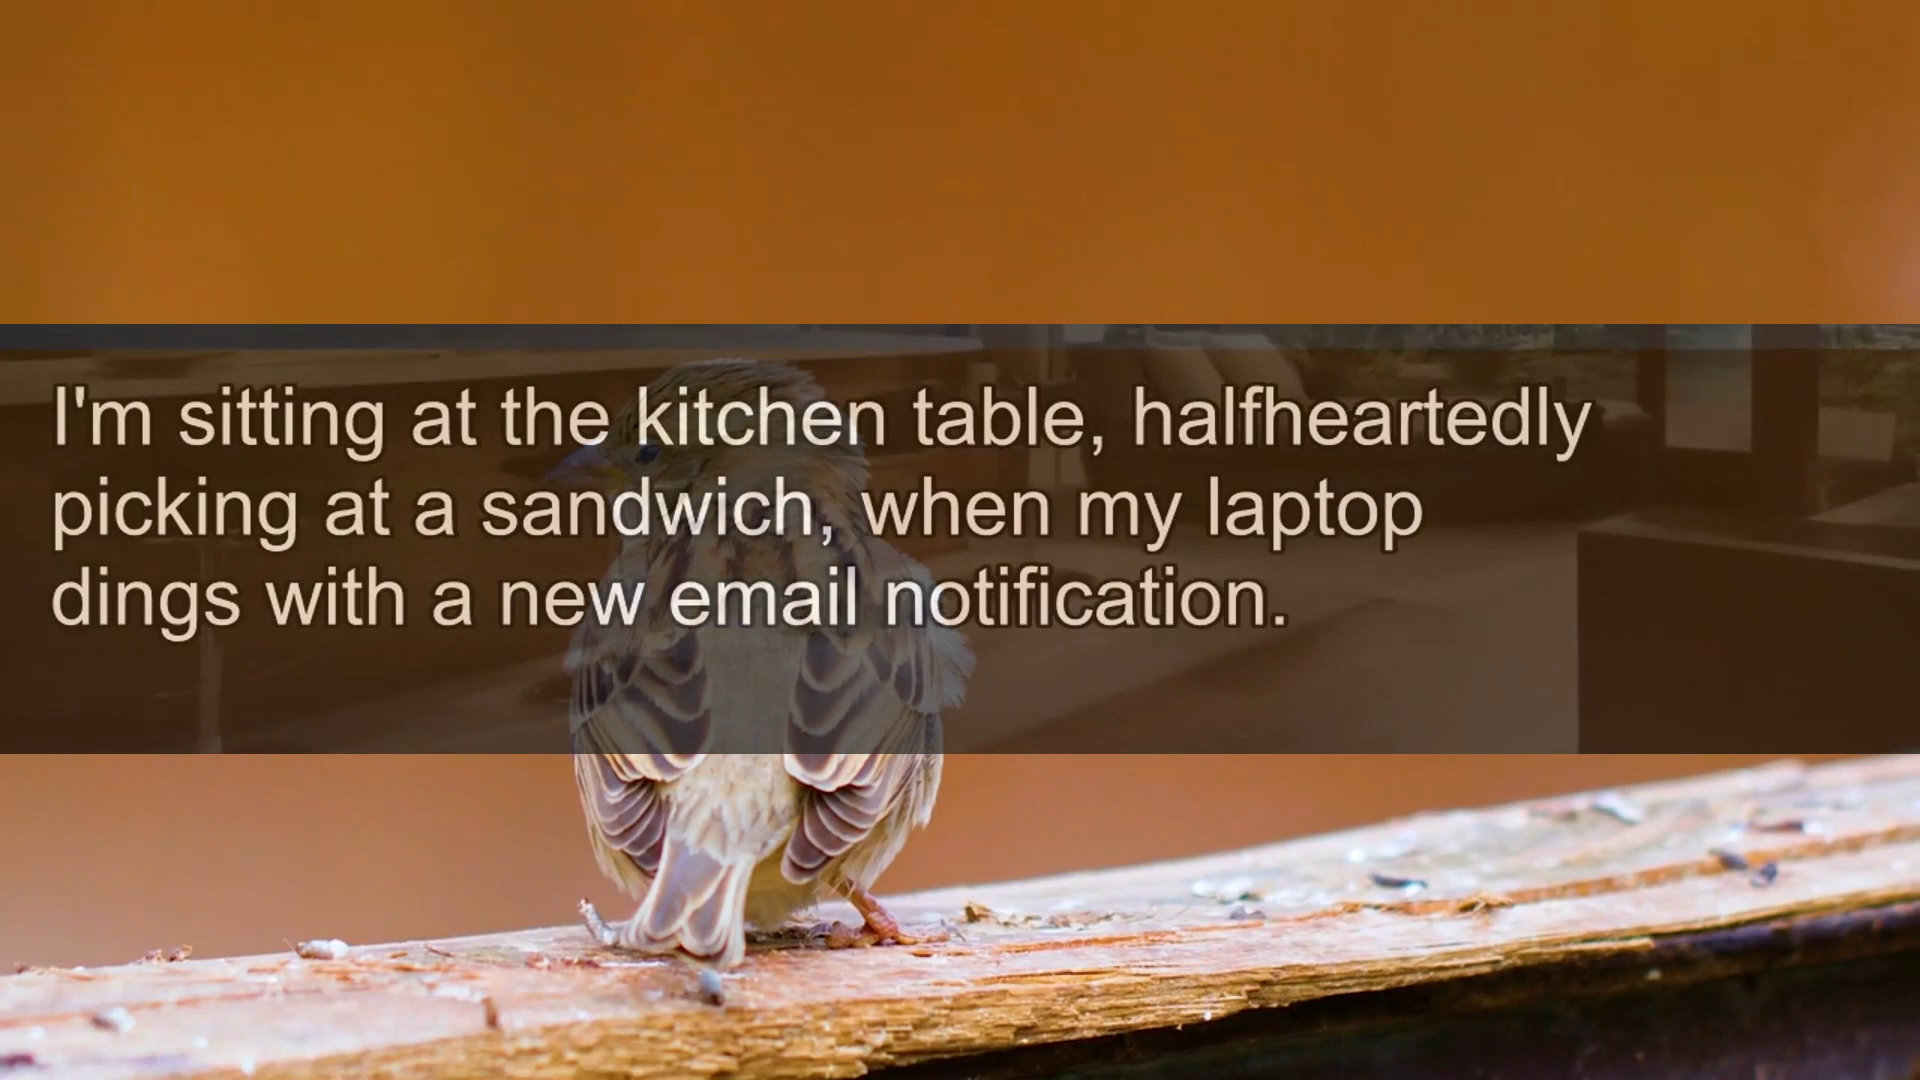 I'm sitting at the kitchen table, halfheartedly
picking at a sandwich, when my laptop
dings with a new email notification.